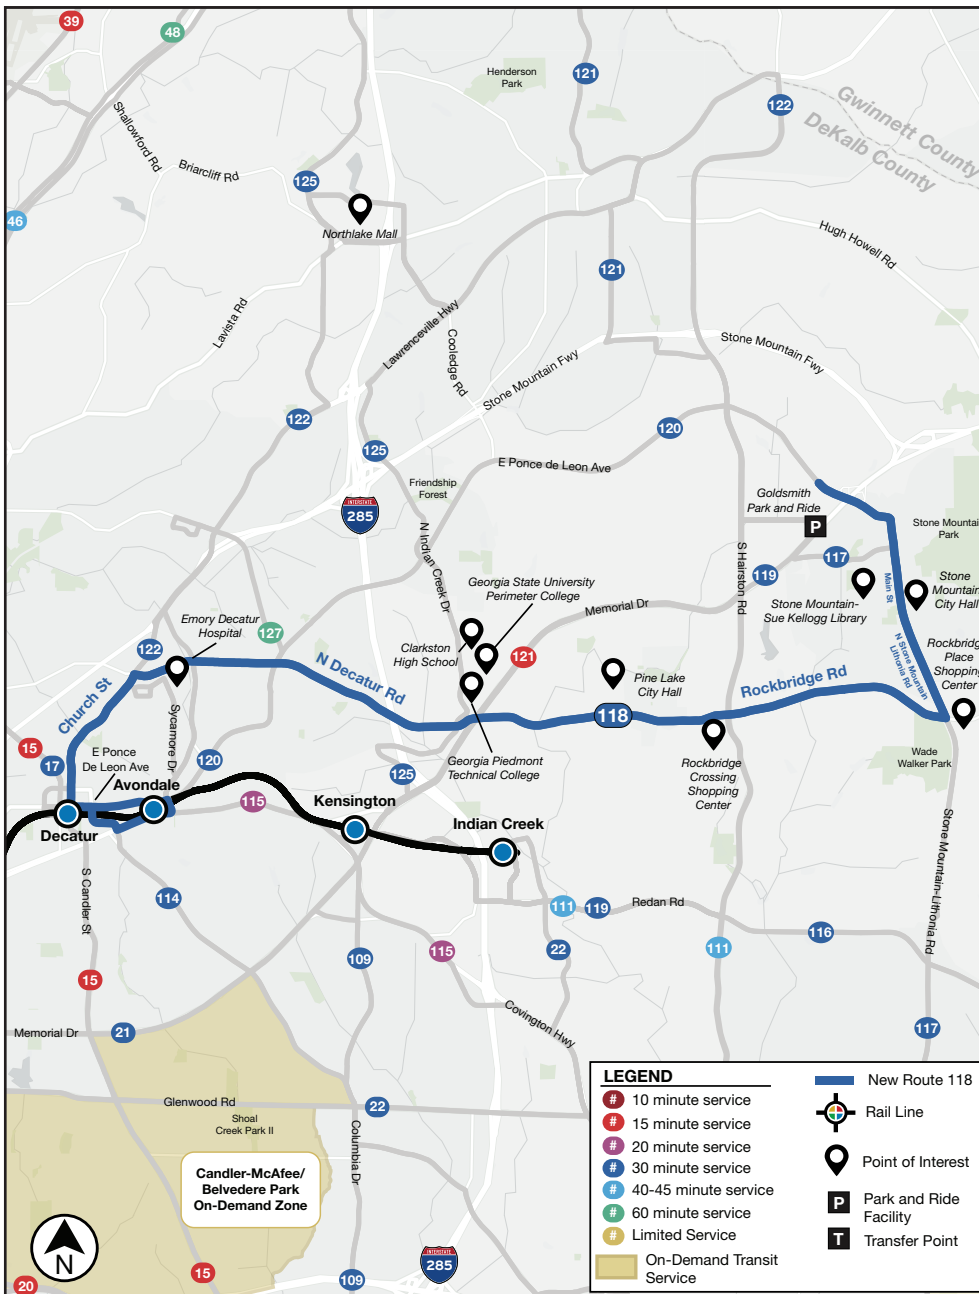 39
48
Henderson
Park
121
122
Gwinnett County
DeKalb County
Shallowford Rd
Briarcliff Rd
125
46
Northlake Mall
Hugh Howell Rd
121
Lavista Rd
Lawrenceville Hwy
Cooledge Rd
Stone Mountain Fwy
Stone Mountain Fwy
122
120
125
E Ponce de Leon Ave
Friendship
Forest
INTERSTATE
285
Goldsmith
Park and Ride
P
Stone Mountain
Park
N Indian Creek Dr
S Hairston Rd
117
119
Main St
Stone
Mountain
City Hall
Stone Mountain-
Sue Kellogg Library
Georgia State University
Perimeter College
Memorial Dr
Emory Decatur
Hospital
127
122
Clarkston
High School
121
N Decatur Rd
Pine Lake
City Hall
Rockbridge Rd
N Stone Mountain
Lithonia Rd
Rockbridge
Place
Shopping
Center
Church St
Sycamore Dr
118
15
17
E Ponce
De Leon Ave
120
125
Georgia Piedmont
Technical College
Rockbridge
Crossing
Shopping
Center
Wade
Walker Park
Avondale
115
Kensington
Decatur
Indian Creek
Stone Mountain-Lithonia Rd
S Candler St
114
111
119
Redan Rd
116
109
115
22
111
15
Covington Hwy
Memorial Dr
21
117
Glenwood Rd
22
Shoal
Creek Park II
Columbia Dr
Candler-McAfee/
Belvedere Park
On-Demand Zone
N
20
15
109
INTERSTATE
285
LEGEND
# 10 minute service
# 15 minute service
# 20 minute service
# 30 minute service
# 40-45 minute service
# 60 minute service
# Limited Service
On-Demand Transit
Service
New Route 118
Rail Line
Point of Interest
P Park and Ride
Facility
T Transfer Point